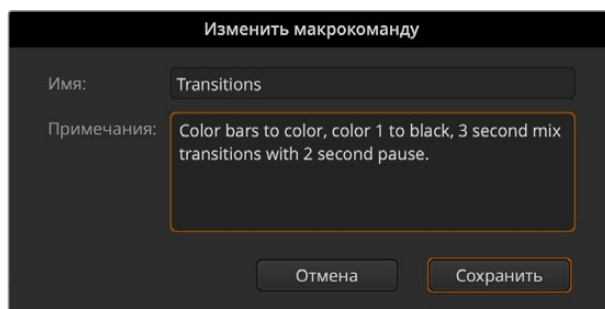 Изменить макрокоманду
Имя:
Transitions
Примечания:
Color bars to color, color 1 to black, 3 second mix
transitions with 2 second pause.
Отмена
Сохранить